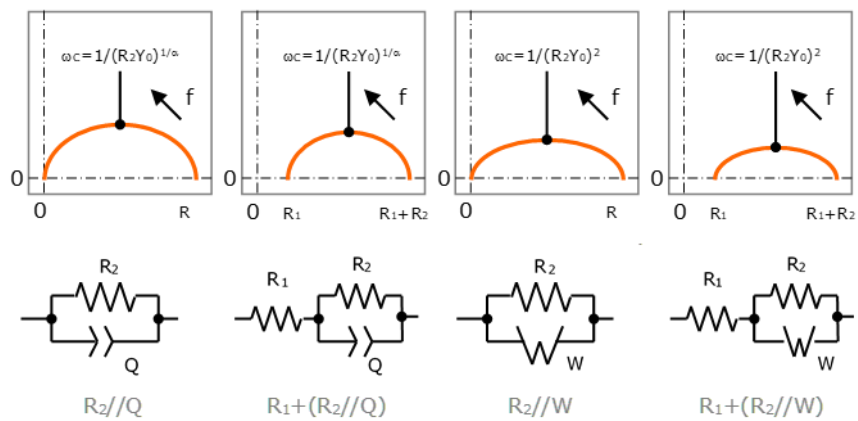 ωc=1/(R₂Y₀)^1/α
f
0
0
R
ωc=1/(R₂Y₀)^1/α
f
0
0
R₁
R₁+R₂
ωc=1/(R₂Y₀)²
f
0
0
R
ωc=1/(R₂Y₀)²
f
0
0
R₁
R₁+R₂
R₂
Q
R₂//Q
R₁
R₂
Q
R₁+(R₂//Q)
R₂
W
R₂//W
R₁
R₂
W
R₁+(R₂//W)